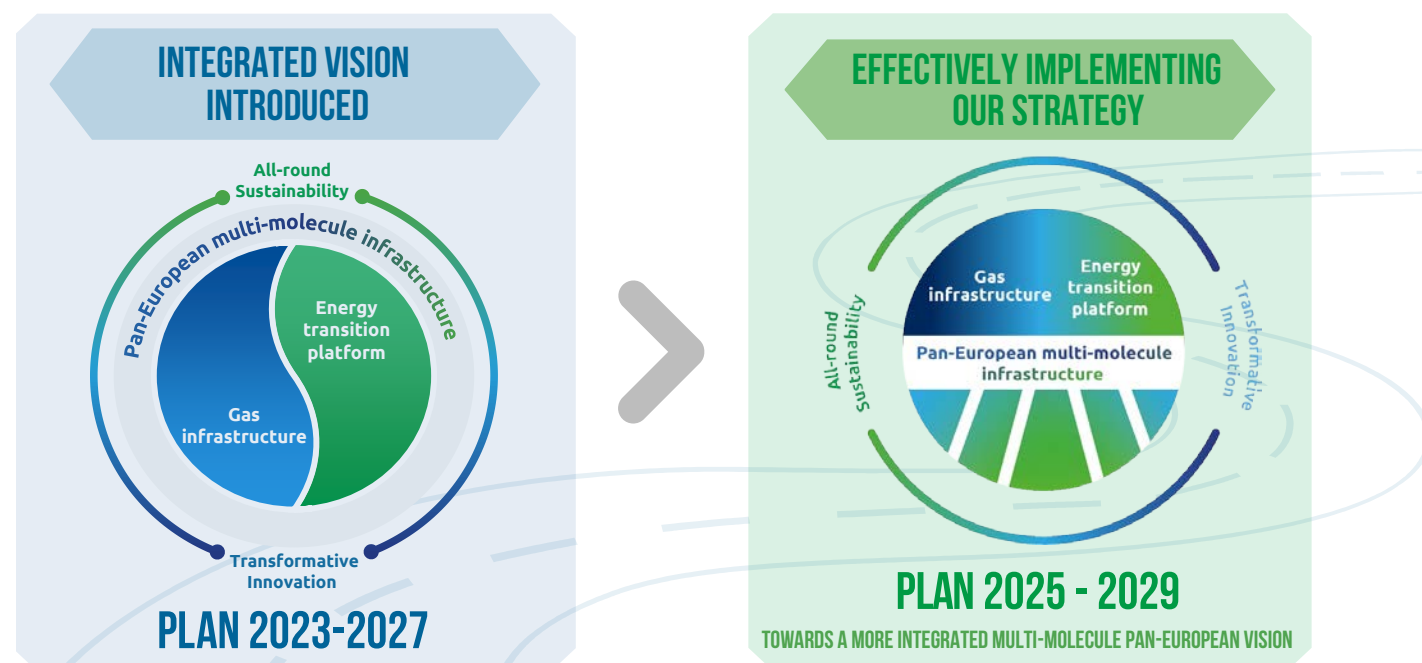 INTEGRATED VISION
INTRODUCED
All-round
Sustainability
Pan-European multi-molecule infrastructure
Energy
transition
platform
Gas
infrastructure
Transformative
Innovation
PLAN 2023-2027
EFFECTIVELY IMPLEMENTING
OUR STRATEGY
Gas
infrastructure
Energy
transition
platform
All-round
Sustainability
Pan-European multi-molecule
infrastructure
Transformative
Innovation
PLAN 2025 - 2029
TOWARDS A MORE INTEGRATED MULTI-MOLECULE PAN-EUROPEAN VISION